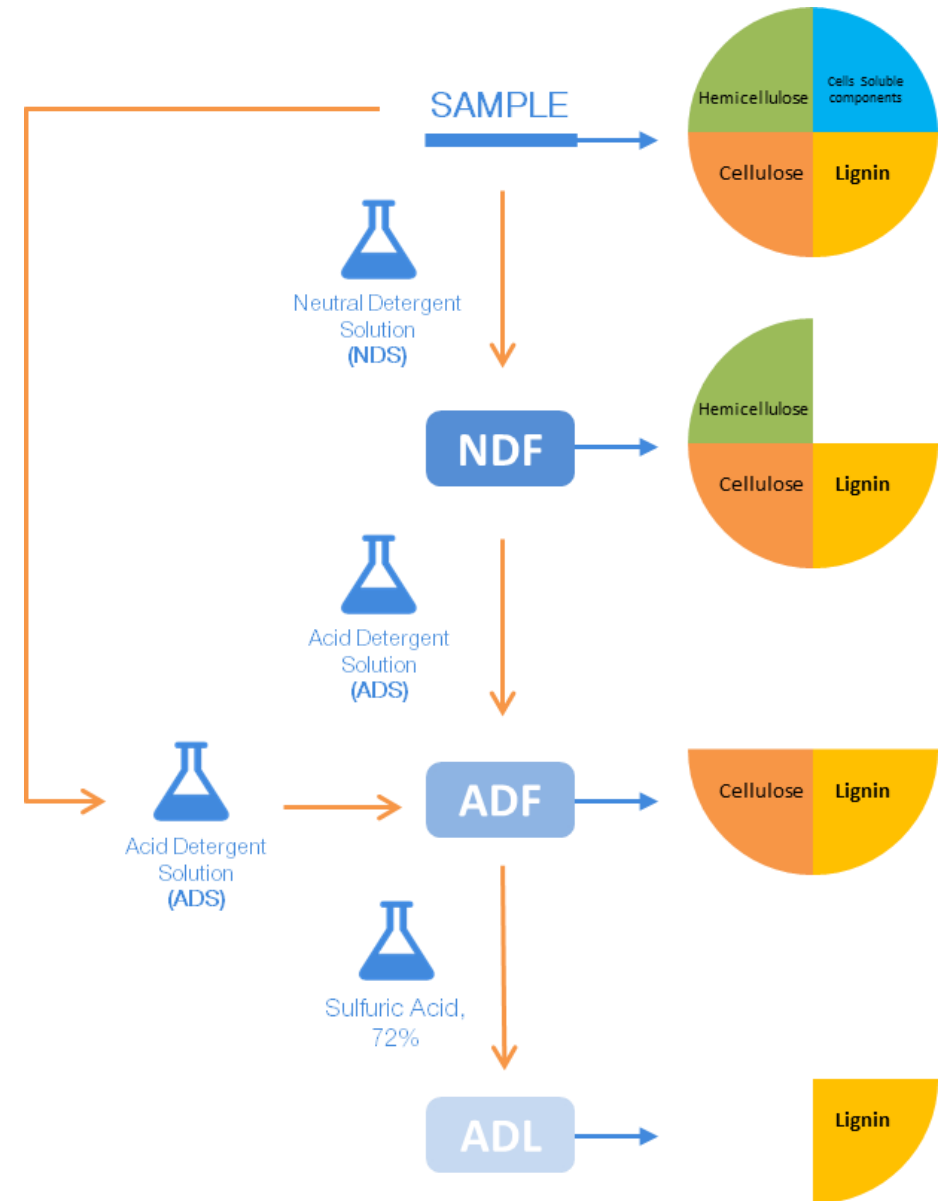 SAMPLE
Hemicellulose
Cells Soluble
components
Cellulose
Lignin
Neutral Detergent
Solution
(NDS)
NDF
Hemicellulose
Cellulose
Lignin
Acid Detergent
Solution
(ADS)
ADF
Cellulose
Lignin
Acid Detergent
Solution
(ADS)
Sulfuric Acid,
72%
ADL
Lignin